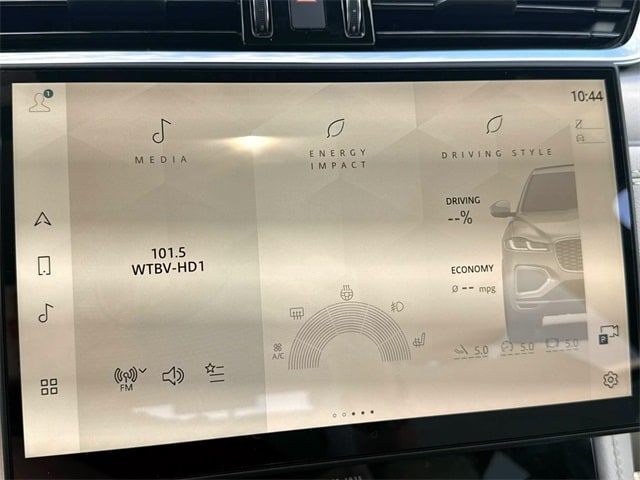 1
10:44
MEDIA
ENERGY
IMPACT
DRIVING STYLE
DRIVING
--%
101.5
WTBV-HD1
ECONOMY
Ø -- mpg
A/C
5.0
5.0
5.0
FM
P